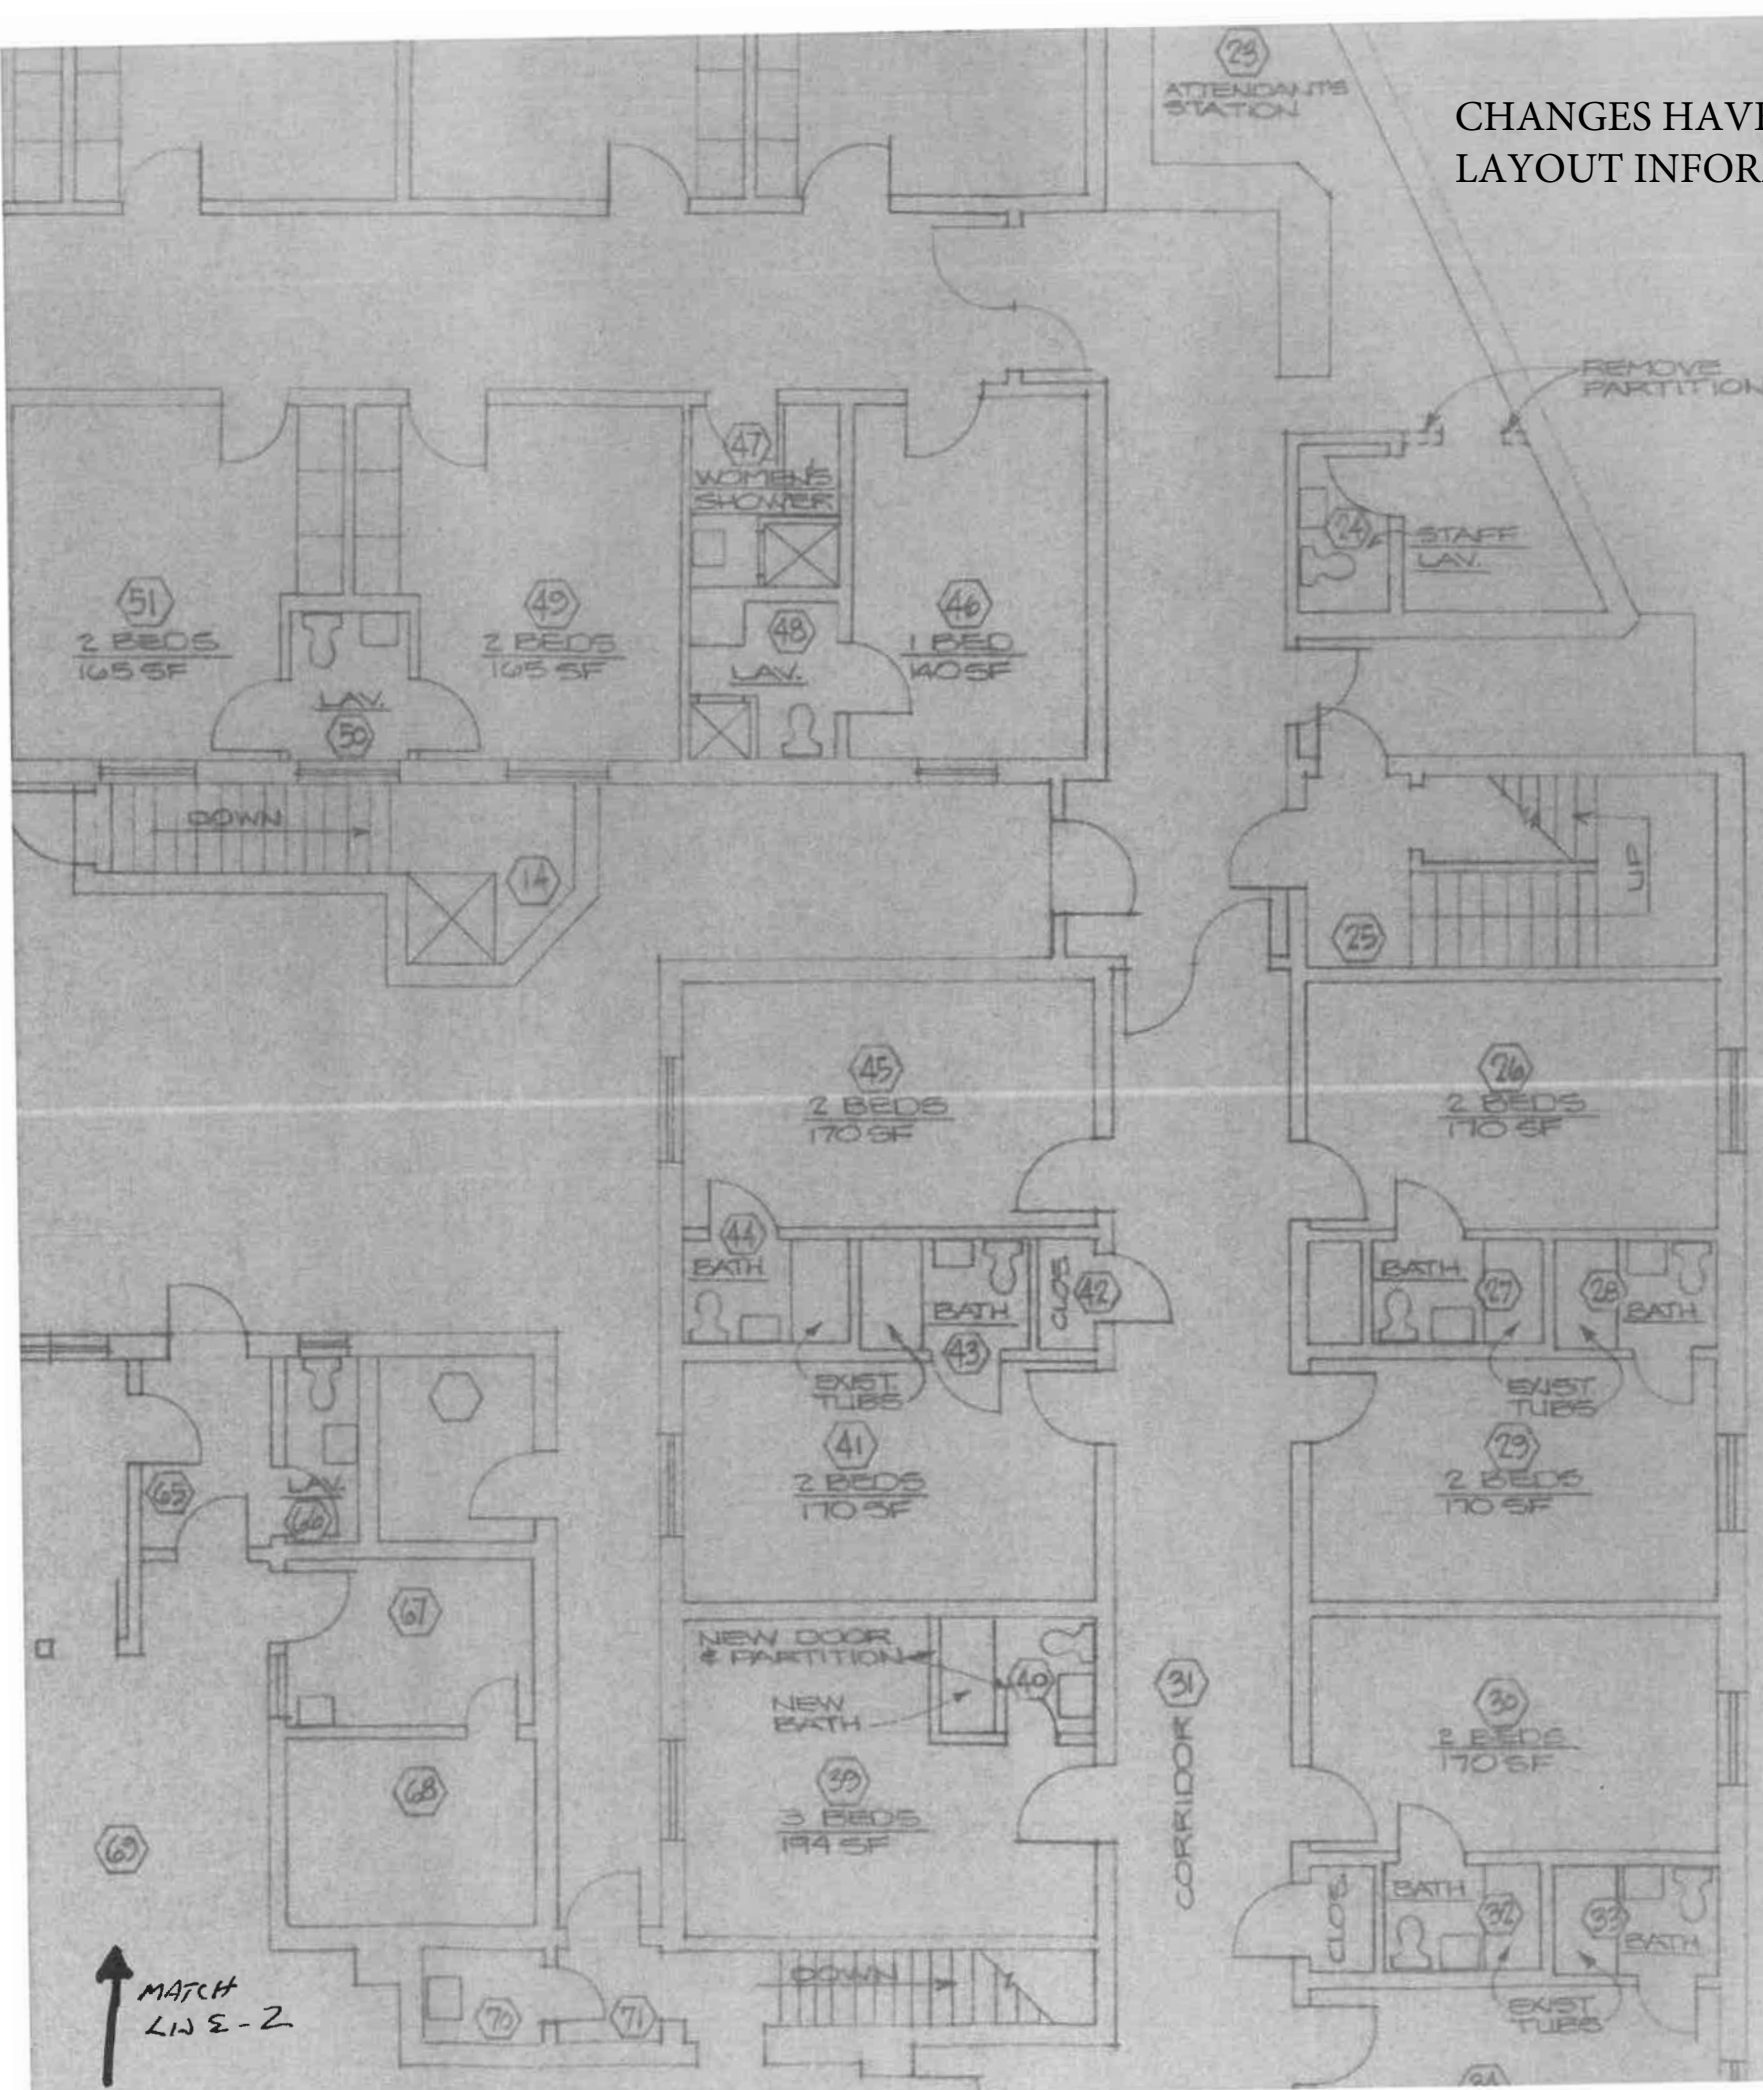 23
ATTENDANT'S
STATION
CHANGES HAVE
LAYOUT INFOR
REMOVE
PARTITION
47
WOMEN'S
SHOWER
24
STAFF
LAV.
51
2 BEDS
165 SF
49
2 BEDS
165 SF
48
LAV.
46
1 BED
140 SF
LAV.
50
DOWN
14
UP
25
45
2 BEDS
170 SF
26
2 BEDS
170 SF
44
BATH
BATH
43
CLOS.
42
BATH
27
28
BATH
EXIST
TUBS
EXIST
TUBS
41
2 BEDS
170 SF
29
2 BEDS
170 SF
65
LAV.
66
67
NEW DOOR
& PARTITION
40
NEW
BATH
31
CORRIDOR
30
2 BEDS
170 SF
68
39
3 BEDS
194 SF
69
CLOS.
BATH
32
33
BATH
EXIST
TUBS
MATCH
LINE-2
70
71
DOWN